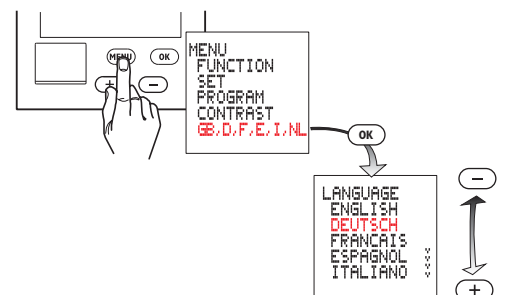 MENU
OK
MENU
FUNCTION
SET
PROGRAM
CONTRAST
GB,D,F,E,I,NL
OK
LANGUAGE
ENGLISH
DEUTSCH
FRANCAIS
ESPAGNOL
ITALIANO
+
−
−
+